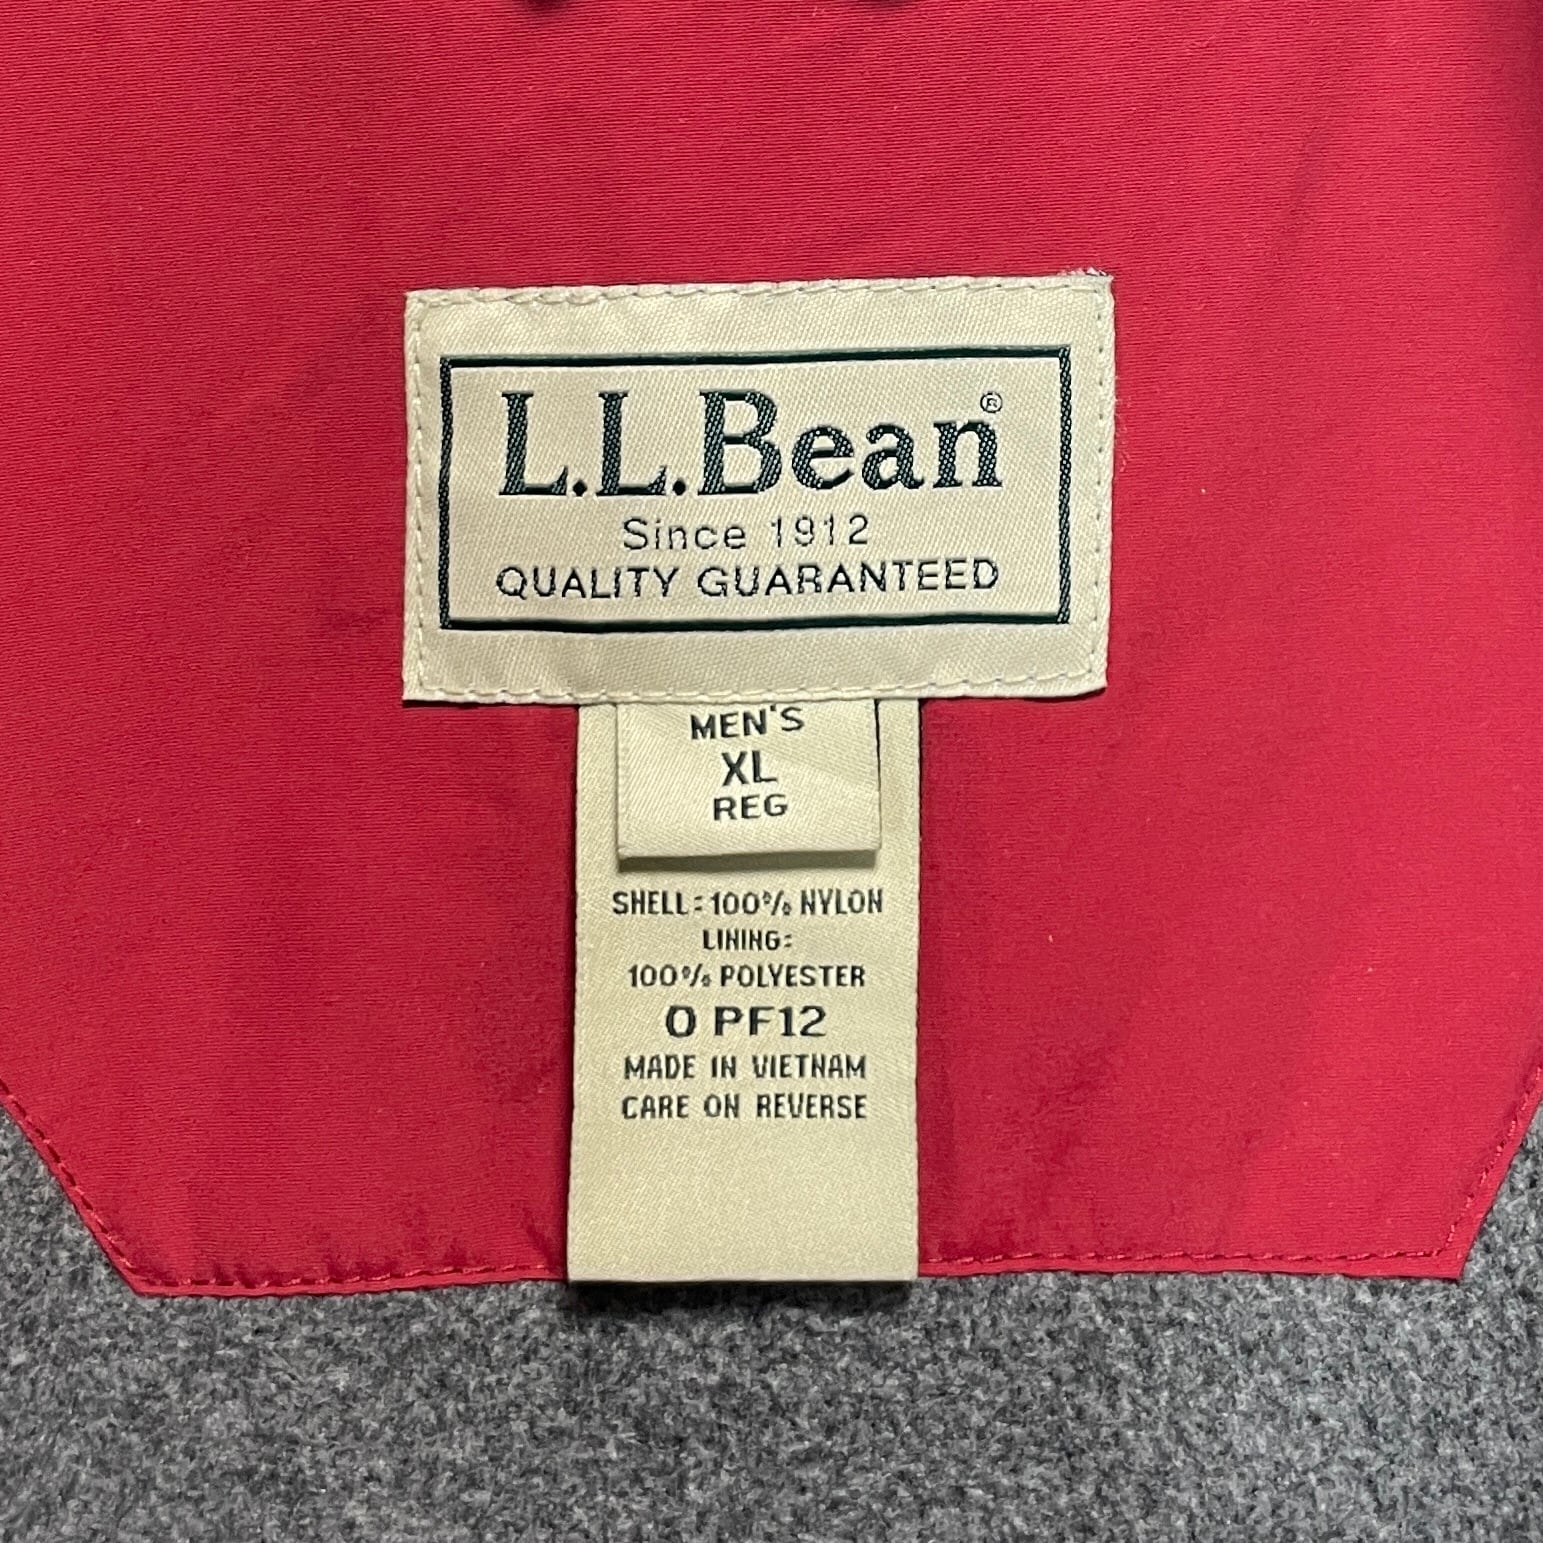 L.L.Bean®
Since 1912
QUALITY GUARANTEED
MEN'S
XL
REG
SHELL: 100% NYLON
LINING:
100% POLYESTER
0 PF12
MADE IN VIETNAM
CARE ON REVERSE